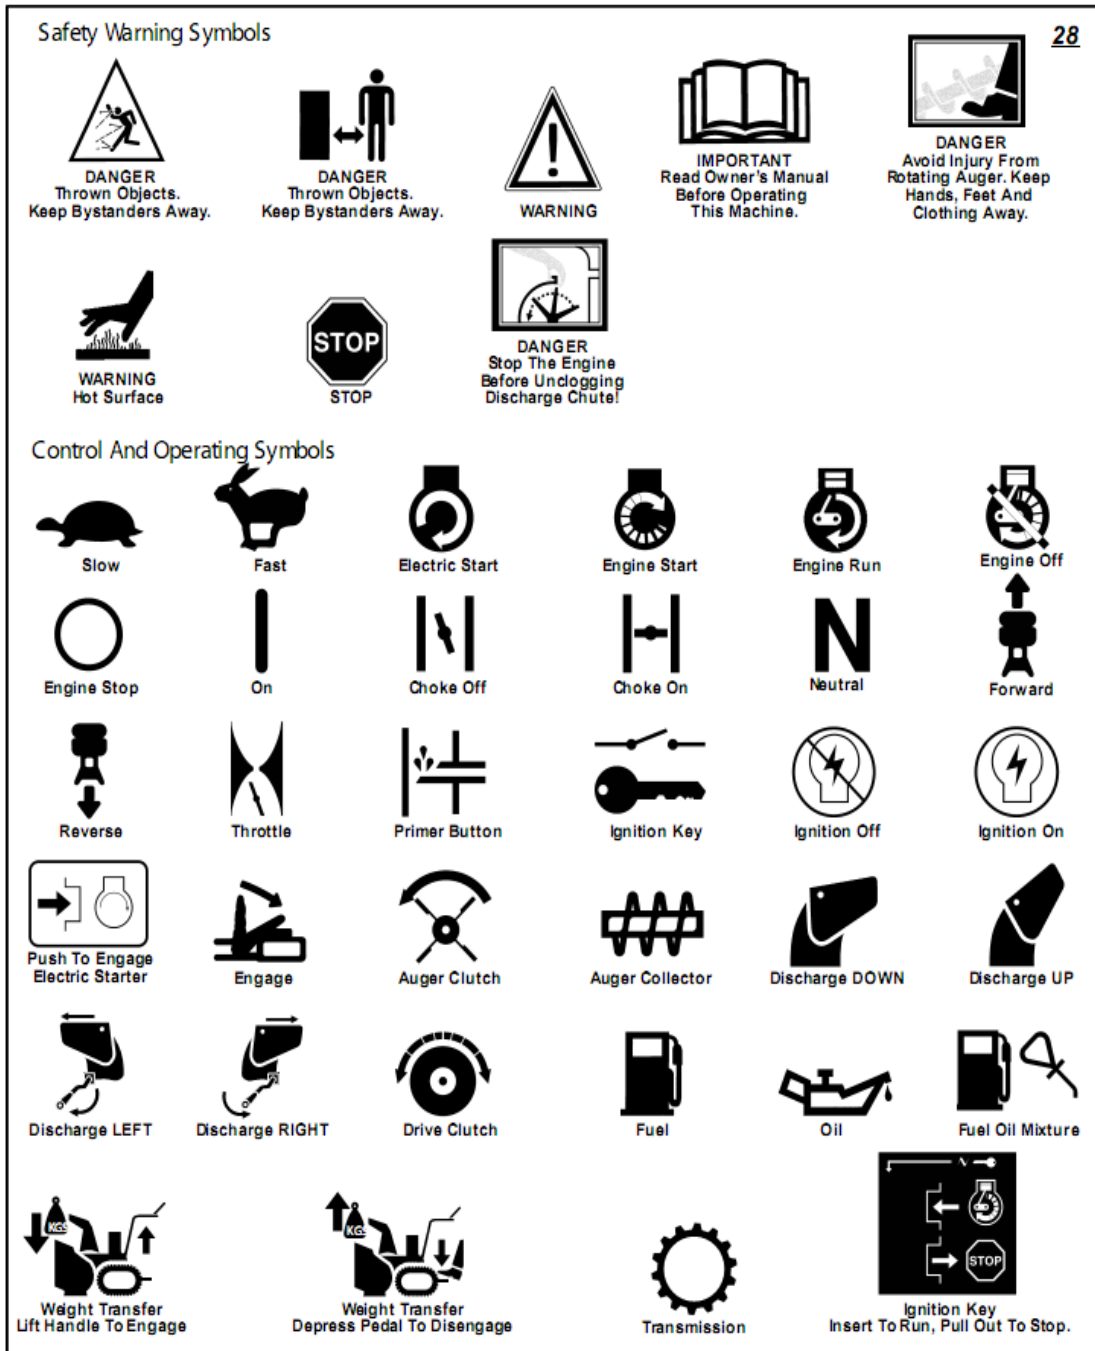 Safety Warning Symbols
28
DANGER
Thrown Objects.
Keep Bystanders Away.
DANGER
Thrown Objects.
Keep Bystanders Away.
WARNING
IMPORTANT
Read Owner's Manual
Before Operating
This Machine.
DANGER
Avoid Injury From
Rotating Auger. Keep
Hands, Feet And
Clothing Away.
WARNING
Hot Surface
STOP
STOP
DANGER
Stop The Engine
Before Unclogging
Discharge Chute!
Control And Operating Symbols
Slow
Fast
Electric Start
Engine Start
Engine Run
Engine Off
Engine Stop
On
Choke Off
Choke On
N
Neutral
Forward
Reverse
Throttle
Primer Button
Ignition Key
Ignition Off
Ignition On
Push To Engage
Electric Starter
Engage
Auger Clutch
Auger Collector
Discharge DOWN
Discharge UP
Discharge LEFT
Discharge RIGHT
Drive Clutch
Fuel
Oil
Fuel Oil Mixture
KGS
Weight Transfer
Lift Handle To Engage
KGS
Weight Transfer
Depress Pedal To Disengage
Transmission
STOP
Ignition Key
Insert To Run, Pull Out To Stop.